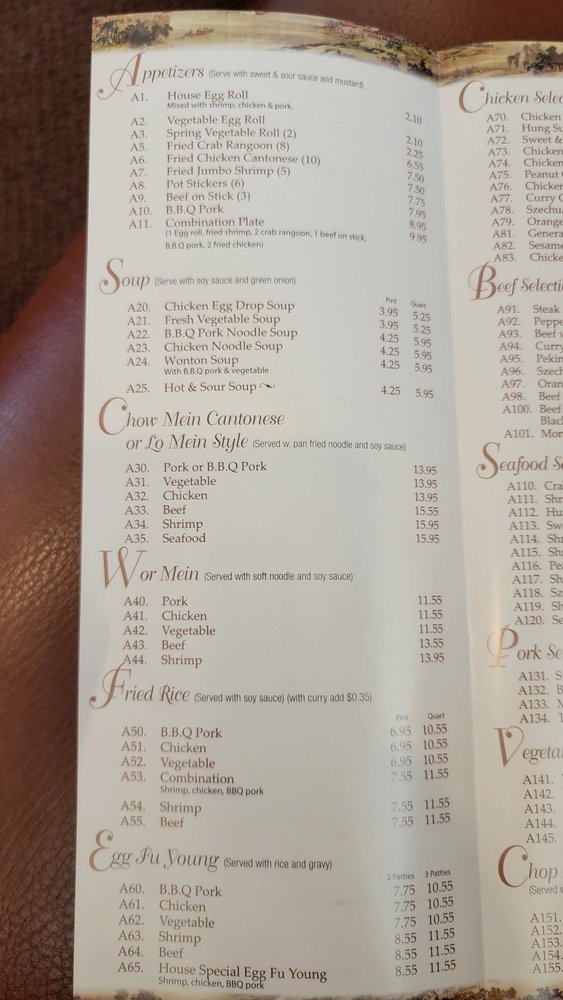 Appetizers (Serve with sweet & sour sauce and mustard)
A1. House Egg Roll 2.10
Mixed with shrimp, chicken & pork.
A2. Vegetable Egg Roll 2.10
A3. Spring Vegetable Roll (2) 2.25
A5. Fried Crab Rangoon (8) 6.55
A6. Fried Chicken Cantonese (10) 7.50
A7. Fried Jumbo Shrimp (5) 7.50
A8. Pot Stickers (6) 7.75
A9. Beef on Stick (3) 7.95
A10. B.B.Q Pork 8.95
A11. Combination Plate 9.95
(1 Egg roll, fried shrimp, 2 crab rangoon, 1 beef on stick,
B.B.Q pork, 2 fried chicken)
Soup (Serve with soy sauce and green onion)
Pint Quart
A20. Chicken Egg Drop Soup 3.95 5.25
A21. Fresh Vegetable Soup 3.95 5.25
A22. B.B.Q Pork Noodle Soup 4.25 5.95
A23. Chicken Noodle Soup 4.25 5.95
A24. Wonton Soup 4.25 5.95
With B.B.Q pork & vegetable
A25. Hot & Sour Soup 4.25 5.95
Chow Mein Cantonese
or Lo Mein Style (Served w. pan fried noodle and soy sauce)
A30. Pork or B.B.Q Pork 13.95
A31. Vegetable 13.95
A32. Chicken 13.95
A33. Beef 15.55
A34. Shrimp 15.95
A35. Seafood 15.95
Wor Mein (Served with soft noodle and soy sauce)
A40. Pork 11.55
A41. Chicken 11.55
A42. Vegetable 11.55
A43. Beef 13.55
A44. Shrimp 13.95
Fried Rice (Served with soy sauce) (with curry add $0.35)
Pint Quart
A50. B.B.Q Pork 6.95 10.55
A51. Chicken 6.95 10.55
A52. Vegetable 6.95 10.55
A53. Combination 7.55 11.55
Shrimp, chicken, BBQ pork
A54. Shrimp 7.55 11.55
A55. Beef 7.55 11.55
Egg Fu Young (Served with rice and gravy)
2 Patties 3 Patties
A60. B.B.Q Pork 7.75 10.55
A61. Chicken 7.75 10.55
A62. Vegetable 7.75 10.55
A63. Shrimp 8.55 11.55
A64. Beef 8.55 11.55
A65. House Special Egg Fu Young 8.55 11.55
Shrimp, chicken, BBQ pork
Chicken Selec
A70. Chicken
A71. Hung Su
A72. Sweet &
A73. Chicken
A74. Chicken
A75. Peanut
A76. Chicken
A77. Curry C
A78. Szechu
A79. Orange
A81. Genera
A82. Sesame
A83. Chicke
Beef Selecti
A91. Steak
A92. Peppe
A93. Beef
A94. Curry
A95. Pekin
A96. Szech
A97. Oran
A98. Beef
A100. Beef
Blac
A101. Mon
Seafood Se
A110. Cra
A111. Shr
A112. Hu
A113. Swe
A114. Shr
A115. Shr
A116. Pea
A117. Sh
A118. Sz
A119. Sh
A120. Se
Pork Se
A131. S
A132. B
A133. M
A134. T
Vegetal
A141.
A142.
A143.
A144.
A145.
Chop
(Served w
A151.
A152.
A153.
A154.
A155.